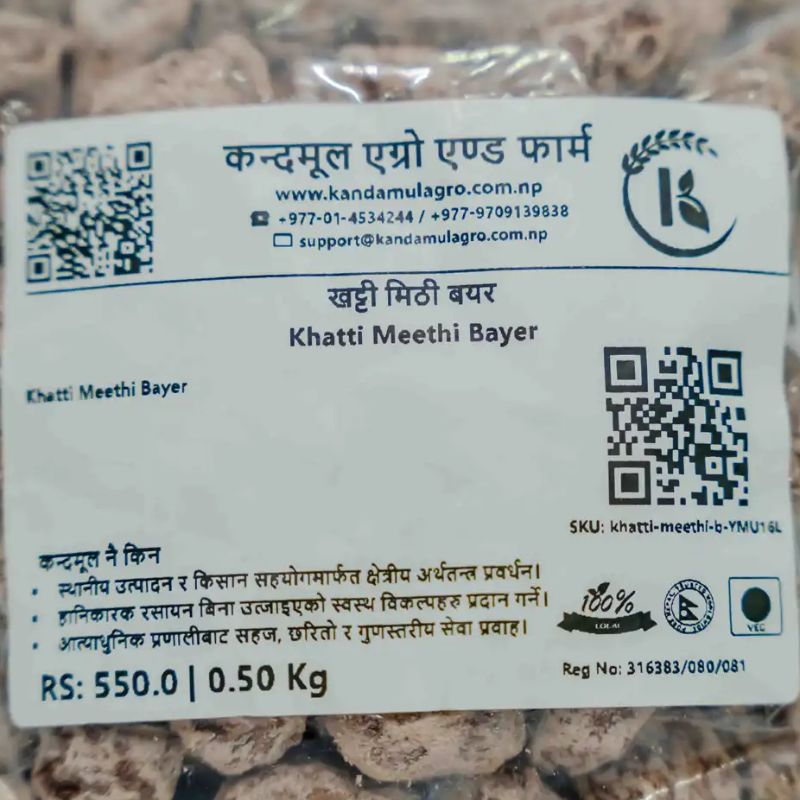 कन्दमूल एग्रो एण्ड फार्म
www.kandamulagro.com.np
+977-01-4534244 / +977-9709139838
support@kandamulagro.com.np
खट्टी मिठी बयर
Khatti Meethi Bayer
Khatti Meethi Bayer
SKU: khatti-meethi-b-YMU16L
कन्दमूल नै किन
• स्थानीय उत्पादन र किसान सहयोगमार्फत क्षेत्रीय अर्थतन्त्र प्रवर्धन।
• हानिकारक रसायन बिना उत्जाइएको स्वस्थ विकल्पहरु प्रदान गर्ने।
• आत्याधुनिक प्रणालीबाट सहज, छरितो र गुणस्तरीय सेवा प्रवाह।
100%
LOCAL
VEG
Reg No: 316383/080/081
RS: 550.0 | 0.50 Kg